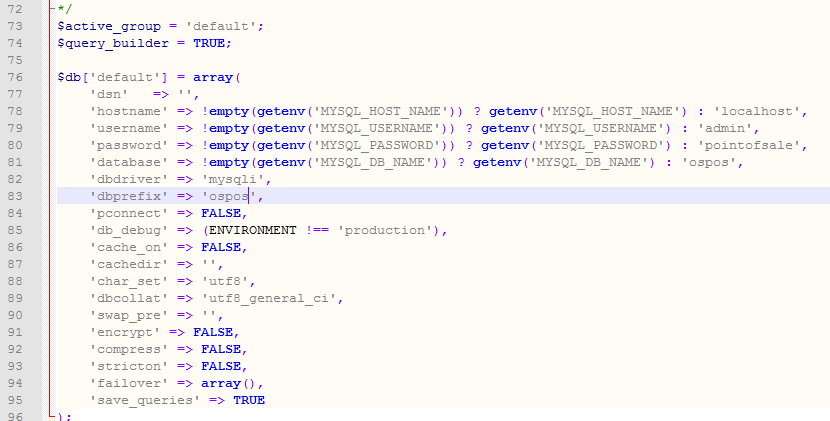 72 */
73 $active_group = 'default';
74 $query_builder = TRUE;
75
76 $db['default'] = array(
77 'dsn' => '',
78 'hostname' => !empty(getenv('MYSQL_HOST_NAME')) ? getenv('MYSQL_HOST_NAME') : 'localhost',
79 'username' => !empty(getenv('MYSQL_USERNAME')) ? getenv('MYSQL_USERNAME') : 'admin',
80 'password' => !empty(getenv('MYSQL_PASSWORD')) ? getenv('MYSQL_PASSWORD') : 'pointofsale',
81 'database' => !empty(getenv('MYSQL_DB_NAME')) ? getenv('MYSQL_DB_NAME') : 'ospos',
82 'dbdriver' => 'mysqli',
83 'dbprefix' => 'ospos',
84 'pconnect' => FALSE,
85 'db_debug' => (ENVIRONMENT !== 'production'),
86 'cache_on' => FALSE,
87 'cachedir' => '',
88 'char_set' => 'utf8',
89 'dbcollat' => 'utf8_general_ci',
90 'swap_pre' => '',
91 'encrypt' => FALSE,
92 'compress' => FALSE,
93 'stricton' => FALSE,
94 'failover' => array(),
95 'save_queries' => TRUE
96 );